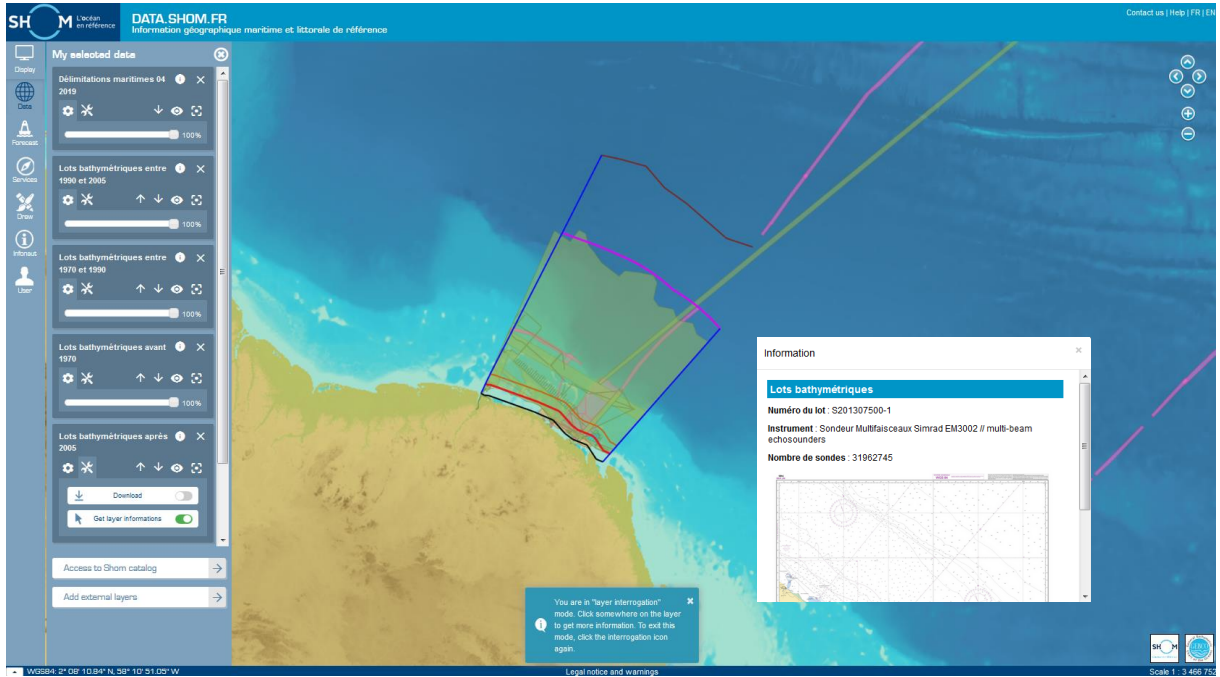 SHOM
L'océan
en référence
DATA.SHOM.FR
Information géographique maritime et littorale de référence
Contact us | Help | FR | EN
Display
Data
Forecast
Services
Draw
Infonaut
User
My selected data
Délimitations maritimes 04
2019
100%
Lots bathymétriques entre
1990 et 2005
100%
Lots bathymétriques entre
1970 et 1990
100%
Lots bathymétriques avant
1970
100%
Lots bathymétriques après
2005
Download
Get layer informations
Access to Shom catalog
Add external layers
Information
Lots bathymétriques
Numéro du lot : S201307500-1
Instrument : Sondeur Multifaisceaux Simrad EM3002 // multi-beam
echosounders
Nombre de sondes : 31962745
You are in "layer interrogation"
mode. Click somewhere on the layer
to get more information. To exit this
mode, click the interrogation icon
again.
SHOM
WGS84: 2° 08' 10.84" N, 58° 10' 51.05" W
Legal notice and warnings
Scale 1 : 3 466 752